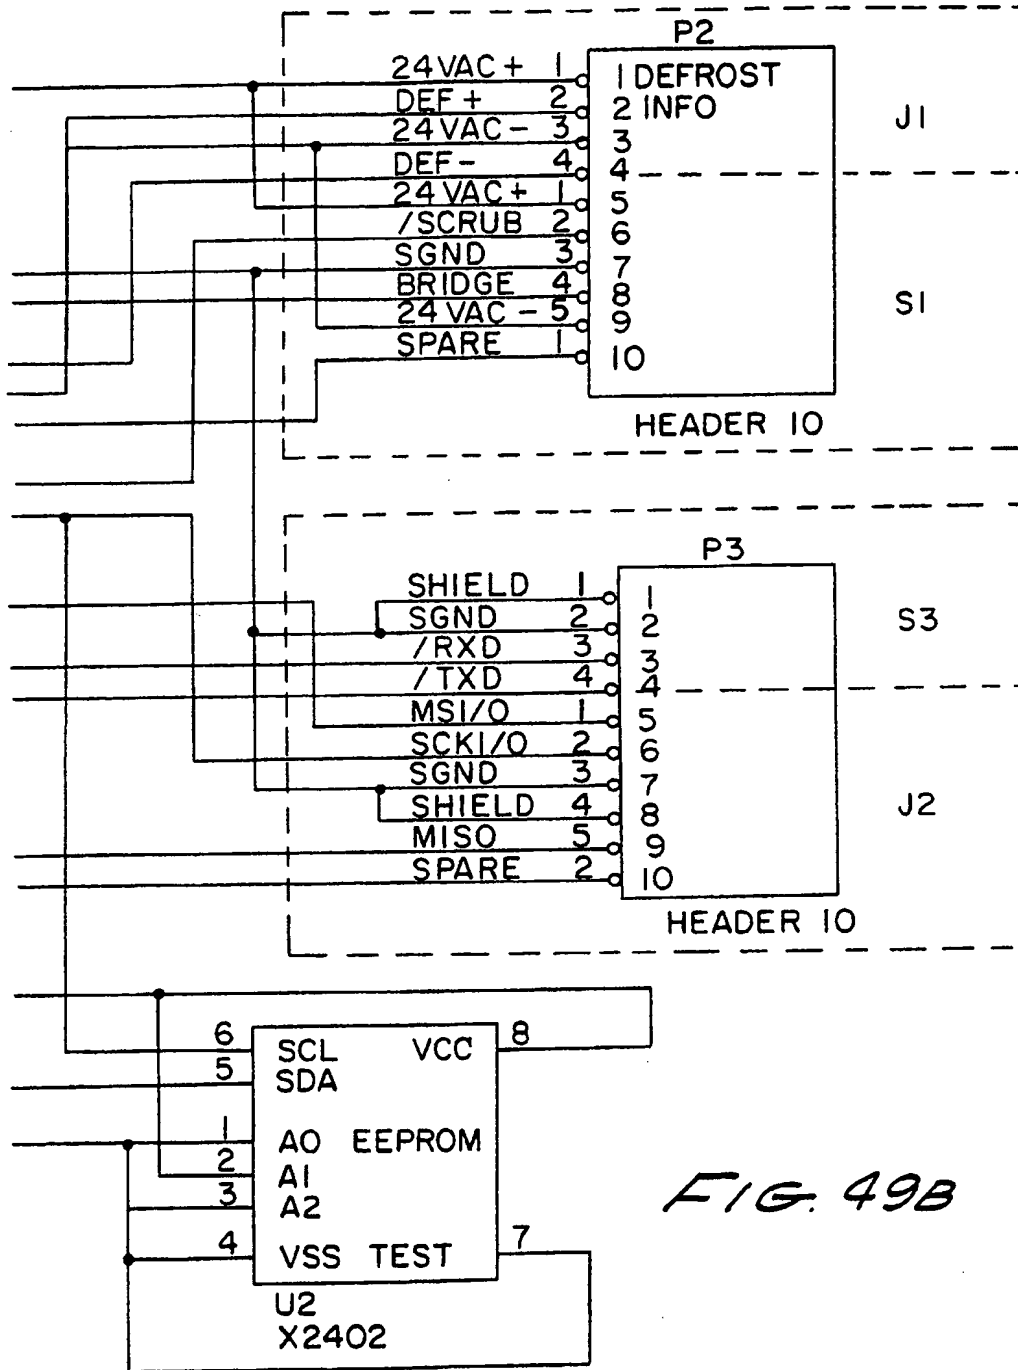 P2
24VAC+ 1 1 DEFROST
DEF+ 2 2 INFO
24VAC- 3 3
J1
DEF- 4 4
24VAC+ 1 5
/SCRUB 2 6
SGND 3 7
BRIDGE 4 8
S1
24VAC- 5 9
SPARE 1 10
HEADER 10
P3
SHIELD 1 1
SGND 2 2
S3
/RXD 3 3
/TXD 4 4
MSI/O 1 5
SCKI/O 2 6
SGND 3 7
SHIELD 4 8
J2
MISO 5 9
SPARE 2 10
HEADER 10
6 SCL VCC 8
5 SDA
1 A0 EEPROM
2 A1
3 A2
4 VSS TEST 7
U2
X2402
FIG. 49B